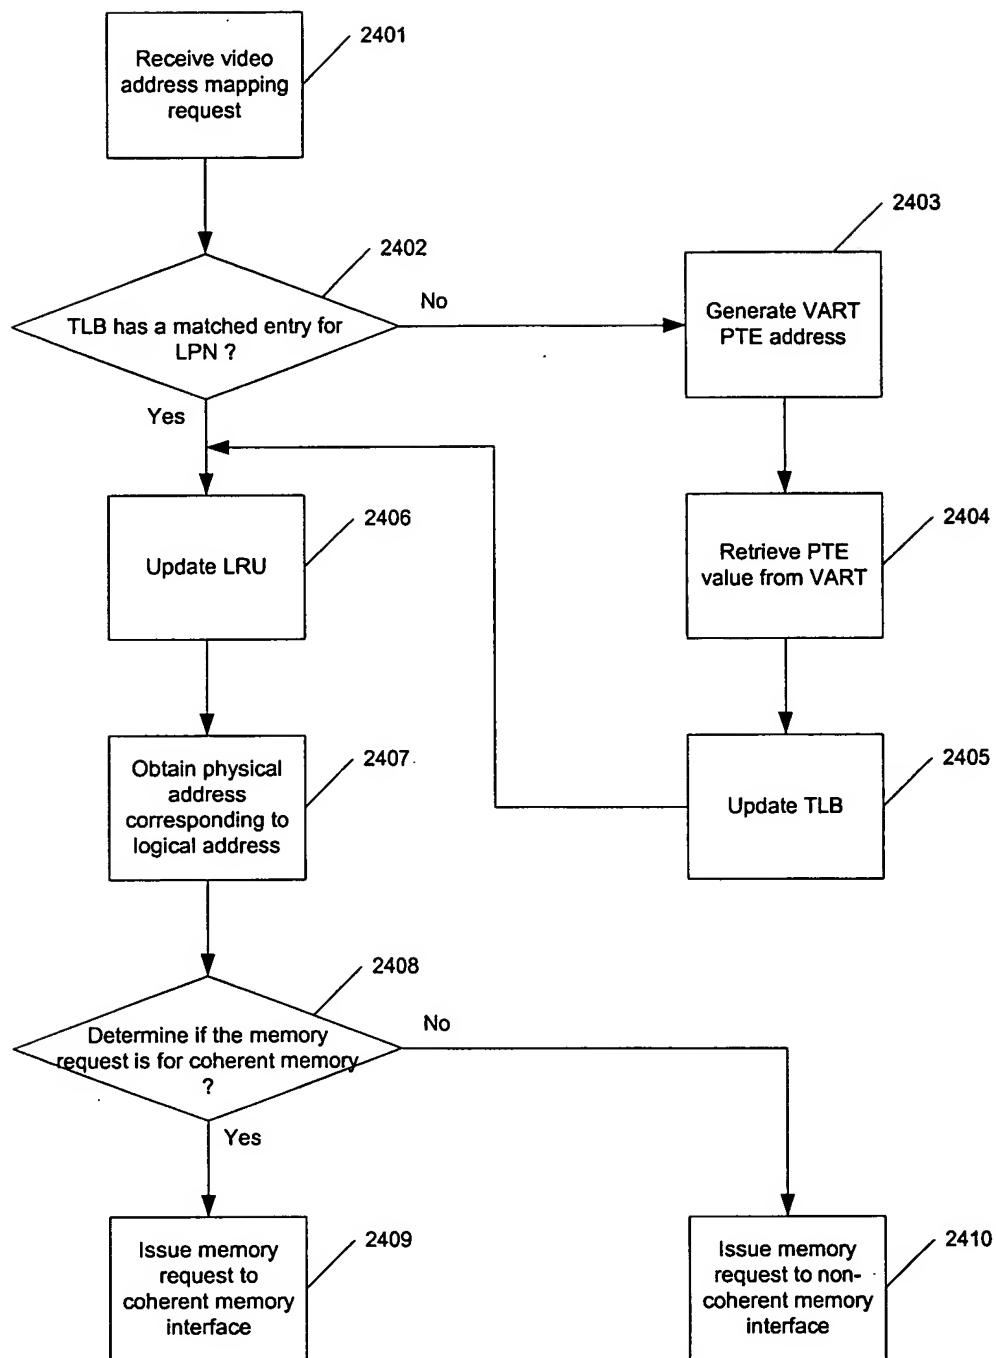 2401
Receive video
address mapping
request
2402
TLB has a matched entry for
LPN ?
No
Yes
2403
Generate VART
PTE address
2404
Retrieve PTE
value from VART
2405
Update TLB
2406
Update LRU
2407
Obtain physical
address
corresponding to
logical address
2408
Determine if the memory
request is for coherent memory
?
No
Yes
2409
Issue memory
request to
coherent memory
interface
2410
Issue memory
request to non-
coherent memory
interface